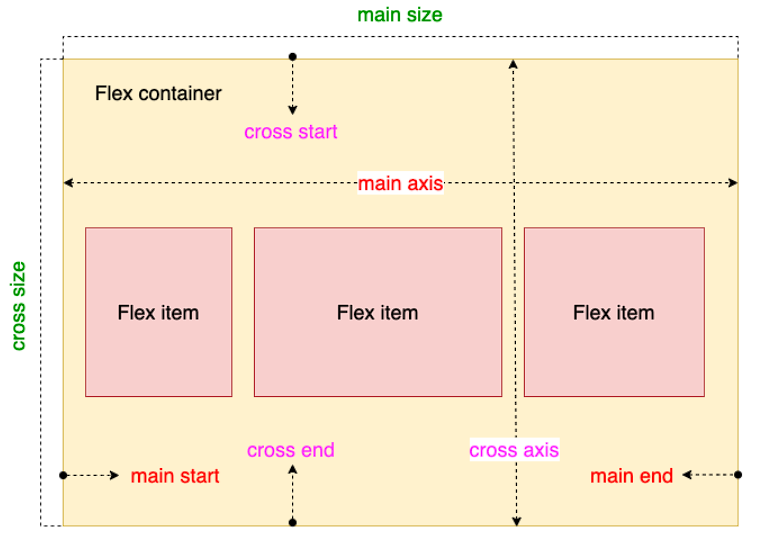 main size
Flex container
cross start
main axis
cross size
Flex item
Flex item
Flex item
cross end
cross axis
main start
main end